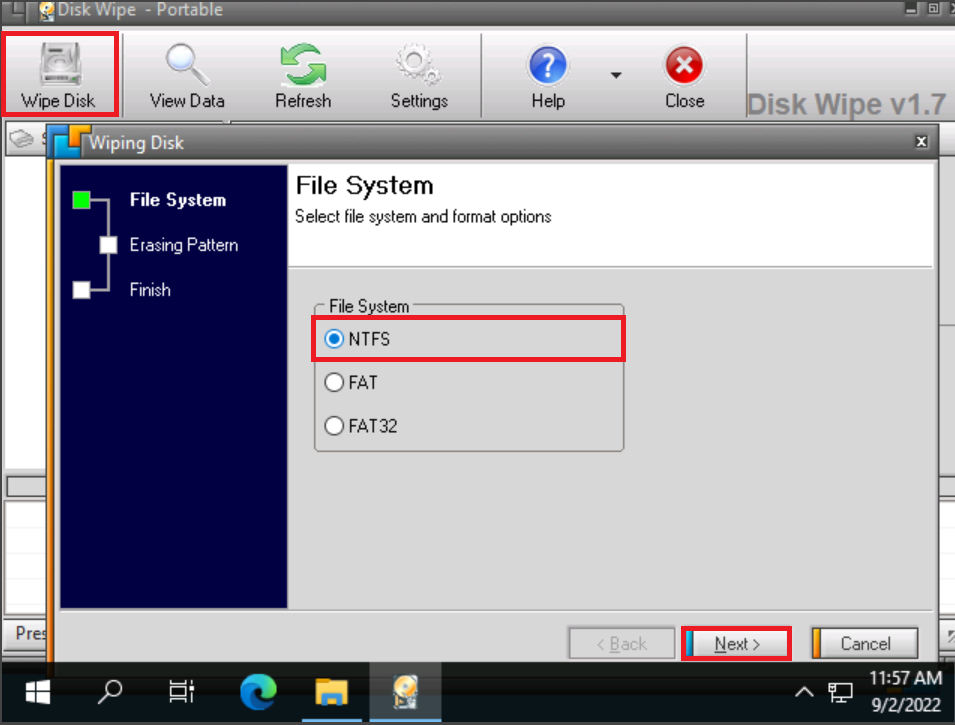 Disk Wipe - Portable
Wipe Disk View Data Refresh Settings Help Close
Disk Wipe v1.7
Wiping Disk
File System
Erasing Pattern
Finish
File System
Select file system and format options
File System
NTFS
FAT
FAT32
Pres
< Back Next > Cancel
11:57 AM
9/2/2022